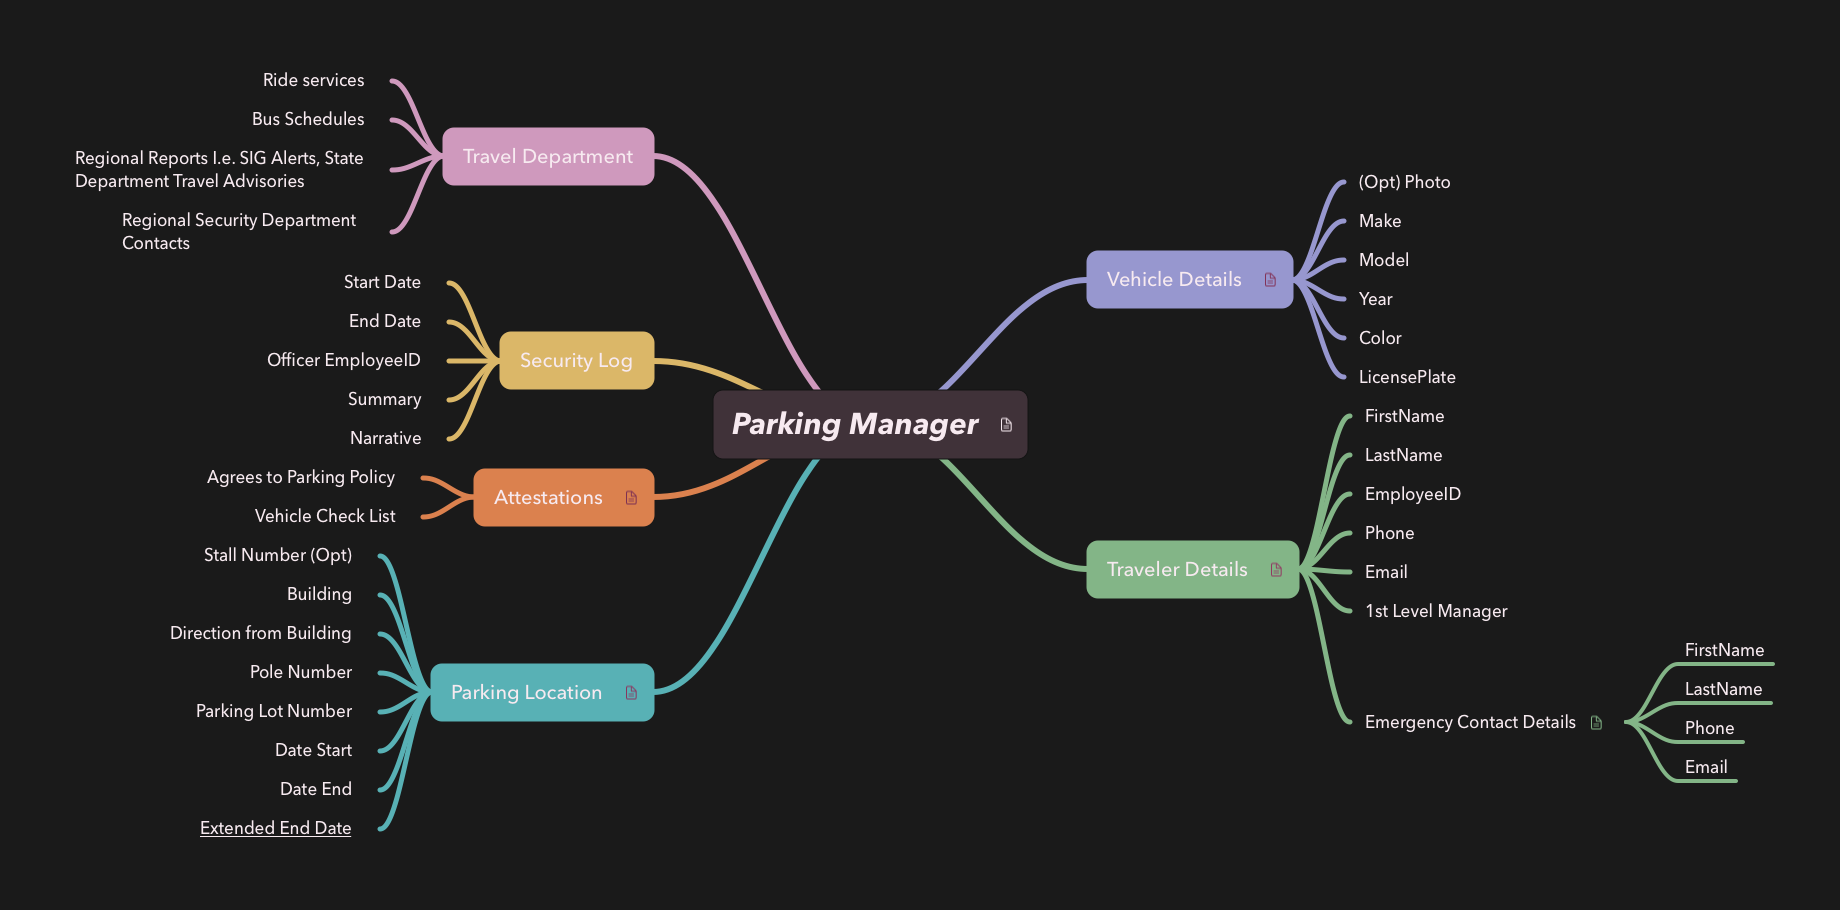 Parking Manager
Travel Department
Ride services
Bus Schedules
Regional Reports I.e. SIG Alerts, State
Department Travel Advisories
Regional Security Department
Contacts
Security Log
Start Date
End Date
Officer EmployeeID
Summary
Narrative
Attestations
Agrees to Parking Policy
Vehicle Check List
Parking Location
Stall Number (Opt)
Building
Direction from Building
Pole Number
Parking Lot Number
Date Start
Date End
Extended End Date
Vehicle Details
(Opt) Photo
Make
Model
Year
Color
LicensePlate
Traveler Details
FirstName
LastName
EmployeeID
Phone
Email
1st Level Manager
Emergency Contact Details
FirstName
LastName
Phone
Email